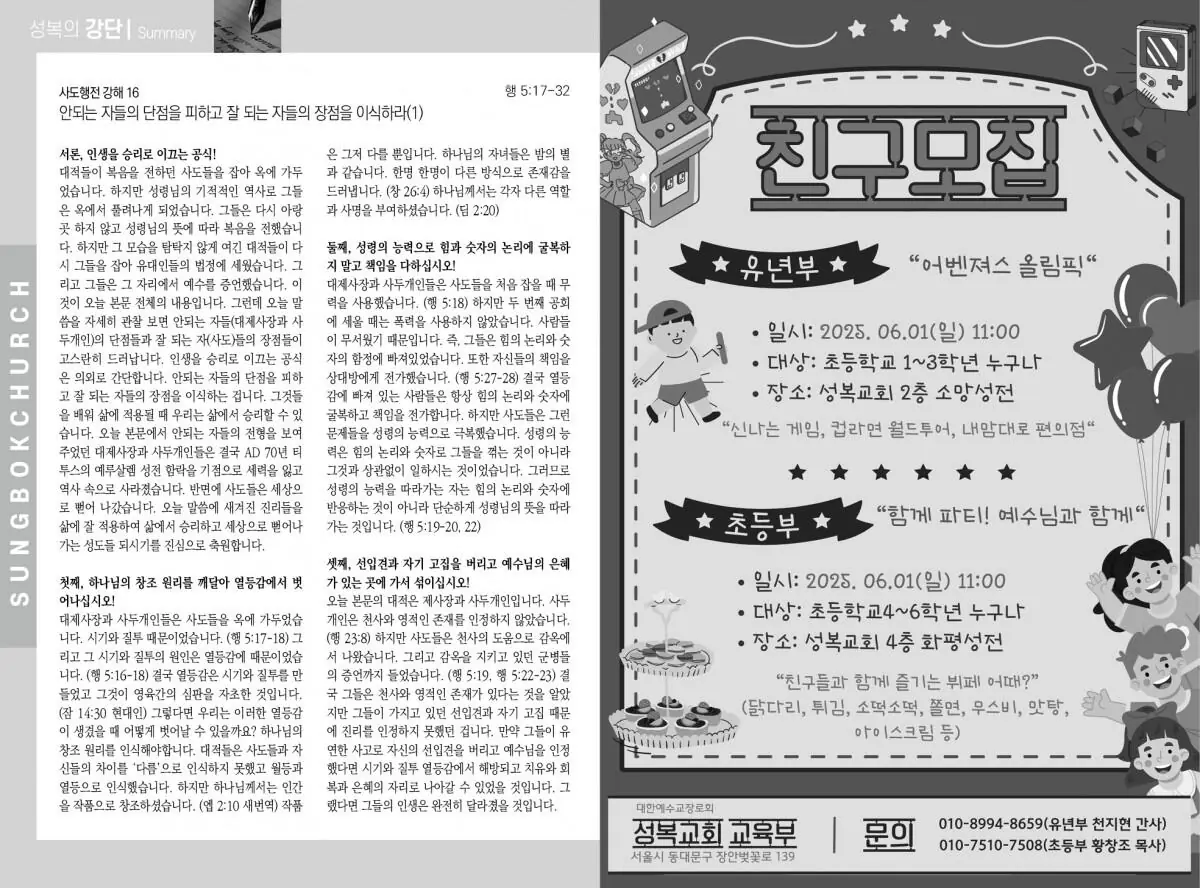 성복의 강단 | Summary
SUNGBOKCHURCH
사도행전 강해 16
행 5:17-32
안되는 자들의 단점을 피하고 잘 되는 자들의 장점을 이식하라(1)
서론, 인생을 승리로 이끄는 공식!
대적들이 복음을 전하던 사도들을 잡아 옥에 가두
었습니다. 하지만 성령님의 기적적인 역사로 그들
은 옥에서 풀려나게 되었습니다. 그들은 다시 아랑
곳 하지 않고 성령님의 뜻에 따라 복음을 전했습니
다. 하지만 그 모습을 탐탁지 않게 여긴 대적들이 다
시 그들을 잡아 유대인들의 법정에 세웠습니다. 그
리고 그들은 그 자리에서 예수를 증언했습니다. 이
것이 오늘 본문 전체의 내용입니다. 그런데 오늘 말
씀을 자세히 관찰 보면 안되는 자들(대제사장과 사
두개인)의 단점들과 잘 되는 자(사도)들의 장점들이
고스란히 드러납니다. 인생을 승리로 이끄는 공식
은 의외로 간단합니다. 안되는 자들의 단점을 피하
고 잘 되는 자들의 장점을 이식하는 겁니다. 그것들
을 배워 삶에 적용될 때 우리는 삶에서 승리할 수 있
습니다. 오늘 본문에서 안되는 자들의 전형을 보여
주었던 대제사장과 사두개인들은 결국 AD 70년 티
투스의 예루살렘 성전 함락을 기점으로 세력을 잃고
역사 속으로 사라졌습니다. 반면에 사도들은 세상으
로 뻗어 나갔습니다. 오늘 말씀에 새겨진 진리들을
삶에 잘 적용하여 삶에서 승리하고 세상으로 뻗어나
가는 성도들 되시기를 진심으로 축원합니다.
첫째, 하나님의 창조 원리를 깨달아 열등감에서 벗
어나십시오!
대제사장과 사두개인들은 사도들을 옥에 가두었습
니다. 시기와 질투 때문이었습니다. (행 5:17-18) 그
리고 그 시기와 질투의 원인은 열등감에 때문이었습
니다. (행 5:16-18) 결국 열등감은 시기와 질투를 만
들었고 그것이 영육간의 심판을 자초한 것입니다.
(잠 14:30 현대인) 그렇다면 우리는 이러한 열등감
이 생겼을 때 어떻게 벗어날 수 있을까요? 하나님의
창조 원리를 인식해야합니다. 대적들은 사도들과 자
신들의 차이를 ‘다름’으로 인식하지 못했고 월등과
열등으로 인식했습니다. 하지만 하나님께서는 인간
을 작품으로 창조하셨습니다. (엡 2:10 새번역) 작품
은 그저 다를 뿐입니다. 하나님의 자녀들은 밤의 별
과 같습니다. 한명 한명이 다른 방식으로 존재감을
드러냅니다. (창 26:4) 하나님께서는 각자 다른 역할
과 사명을 부여하셨습니다. (딤 2:20)
둘째, 성령의 능력으로 힘과 숫자의 논리에 굴복하
지 말고 책임을 다하십시오!
대제사장과 사두개인들은 사도들을 처음 잡을 때 무
력을 사용했습니다. (행 5:18) 하지만 두 번째 공회
에 세울 때는 폭력을 사용하지 않았습니다. 사람들
이 무서웠기 때문입니다. 즉, 그들은 힘의 논리와 숫
자의 함정에 빠져있었습니다. 또한 자신들의 책임을
상대방에게 전가했습니다. (행 5:27-28) 결국 열등
감에 빠져 있는 사람들은 항상 힘의 논리와 숫자에
굴복하고 책임을 전가합니다. 하지만 사도들은 그런
문제들을 성령의 능력으로 극복했습니다. 성령의 능
력은 힘의 논리와 숫자로 그들을 꺾는 것이 아니라
그것과 상관없이 일하시는 것이었습니다. 그러므로
성령의 능력을 따라가는 자는 힘의 논리와 숫자에
반응하는 것이 아니라 단순하게 성령님의 뜻을 따라
가는 것입니다. (행 5:19-20, 22)
셋째, 선입견과 자기 고집을 버리고 예수님의 은혜
가 있는 곳에 가서 섞이십시오!
오늘 본문의 대적은 제사장과 사두개인입니다. 사두
개인은 천사와 영적인 존재를 인정하지 않았습니다.
(행 23:8) 하지만 사도들은 천사의 도움으로 감옥에
서 나왔습니다. 그리고 감옥을 지키고 있던 군병들
의 증언까지 들었습니다. (행 5:19, 행 5:22-23) 결
국 그들은 천사와 영적인 존재가 있다는 것을 알았
지만 그들이 가지고 있던 선입견과 자기 고집 때문
에 진리를 인정하지 못했던 겁니다. 만약 그들이 유
연한 사고로 자신의 선입견을 버리고 예수님을 인정
했다면 시기와 질투 열등감에서 해방되고 치유와 회
복과 은혜의 자리로 나아갈 수 있었을 것입니다. 그
랬다면 그들의 인생은 완전히 달라졌을 것입니다.
친구모집
유년부
“어벤져스 올림픽“
• 일시: 2025. 06.01(일) 11:00
• 대상: 초등학교 1~3학년 누구나
• 장소: 성복교회 2층 소망성전
“신나는 게임, 컵라면 월드투어, 내맘대로 편의점“
초등부
“함께 파티! 예수님과 함께“
• 일시: 2025. 06.01(일) 11:00
• 대상: 초등학교4~6학년 누구나
• 장소: 성복교회 4층 화평성전
“친구들과 함께 즐기는 뷔페 어때?”
(닭다리, 튀김, 소떡소떡, 쫄면, 무스비, 맛탕,
아이스크림 등)
대한예수교장로회
성복교회 교육부
서울시 동대문구 장안벚꽃로 139
문의
010-8994-8659(유년부 천지현 간사)
010-7510-7508(초등부 황창조 목사)